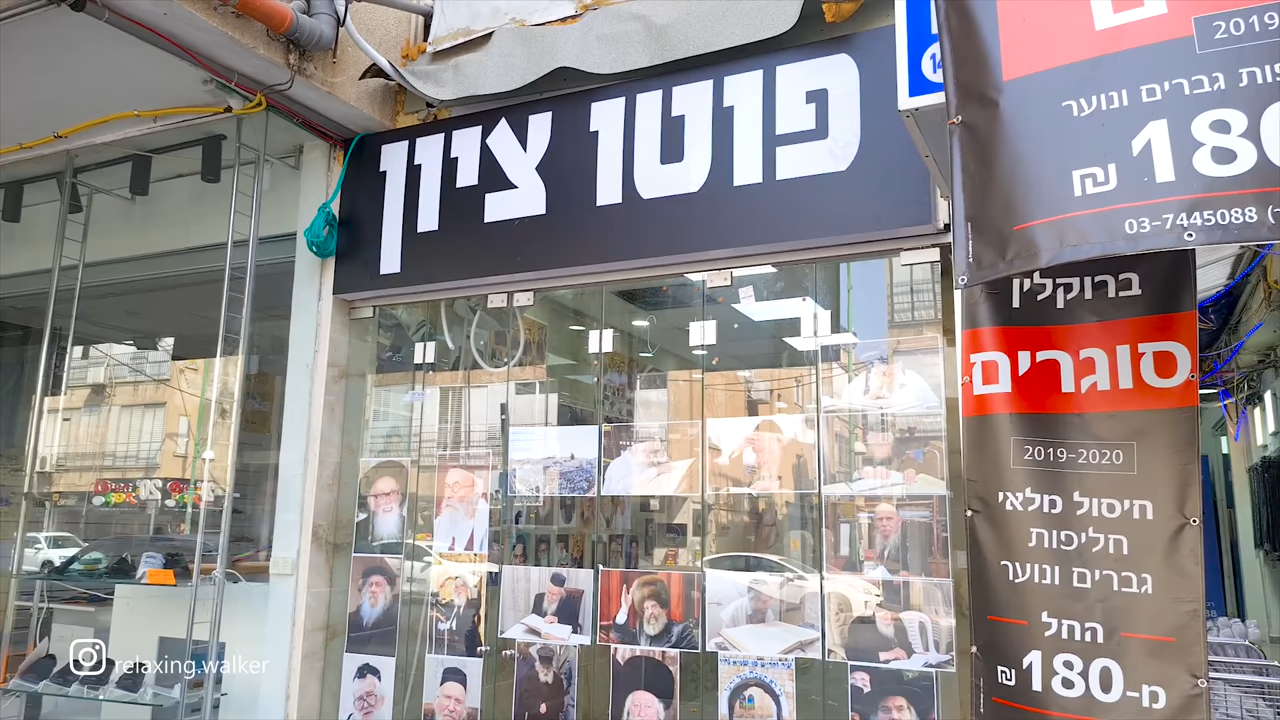 פוטו ציון
14
2019
גברים ונוער
180 ₪
03-7445088
ברוקלין
סוגרים
2019-2020
חיסול מלאי
חליפות
גברים ונוער
החל
מ-180 ₪
relaxing.walker